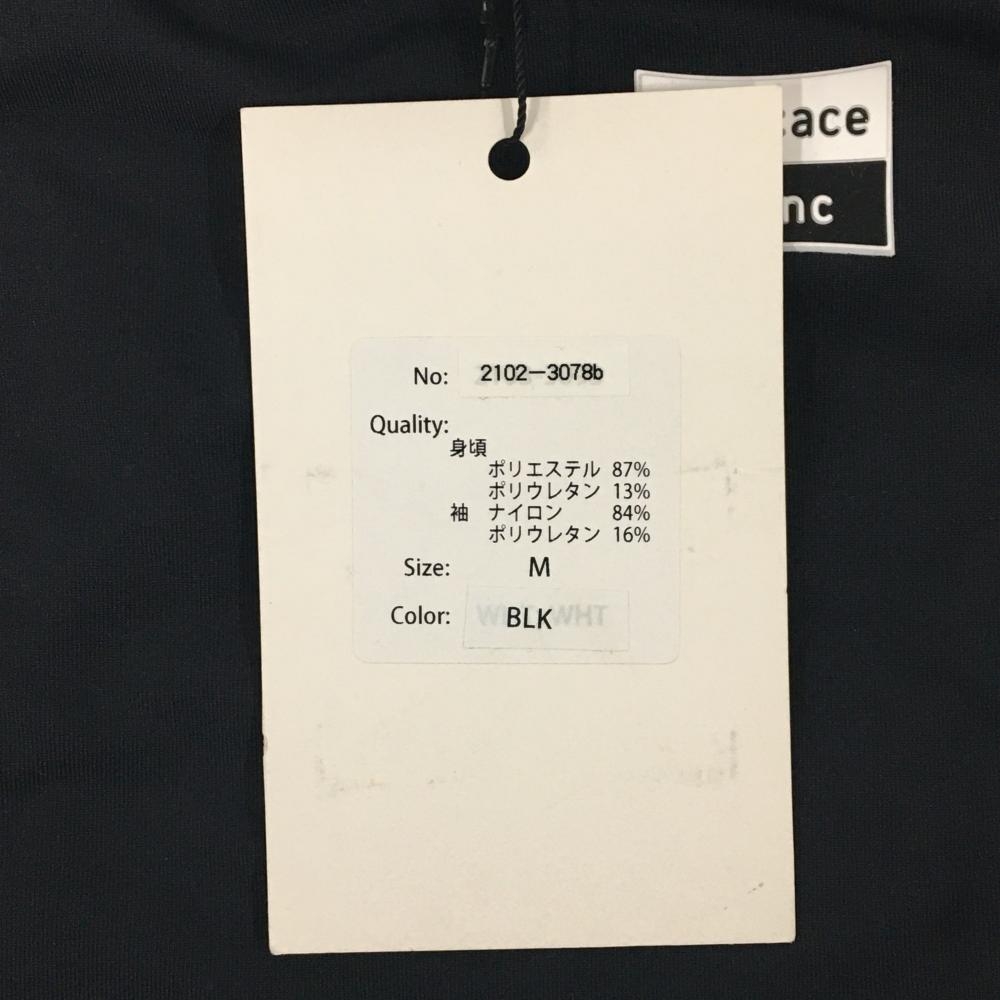 ace
nc
No: 2102-3078b
Quality:
身頃
ポリエステル 87%
ポリウレタン 13%
袖 ナイロン 84%
ポリウレタン 16%
Size: M
Color: BLK